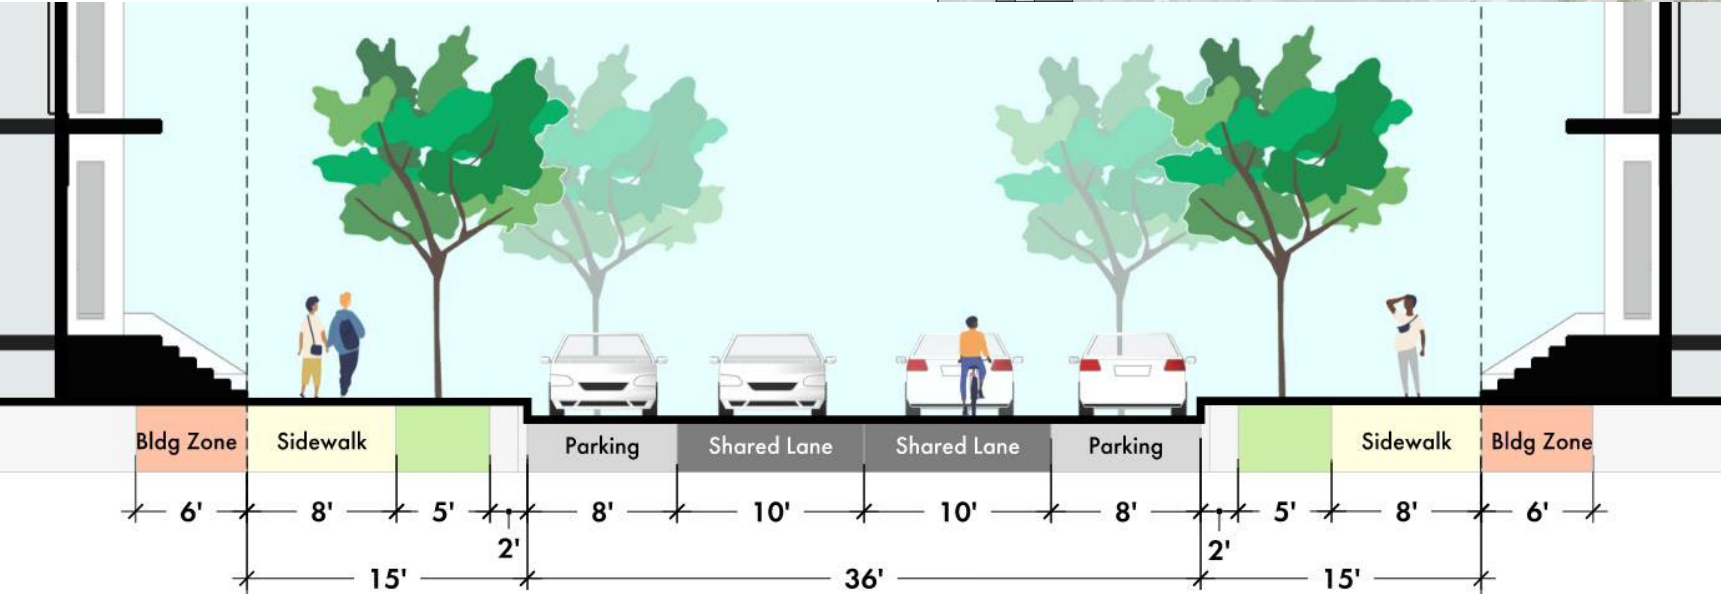 Bldg Zone
Sidewalk
Parking
Shared Lane
Shared Lane
Parking
Sidewalk
Bldg Zone
6'
8'
5'
2'
8'
10'
10'
8'
2'
5'
8'
6'
15'
36'
15'